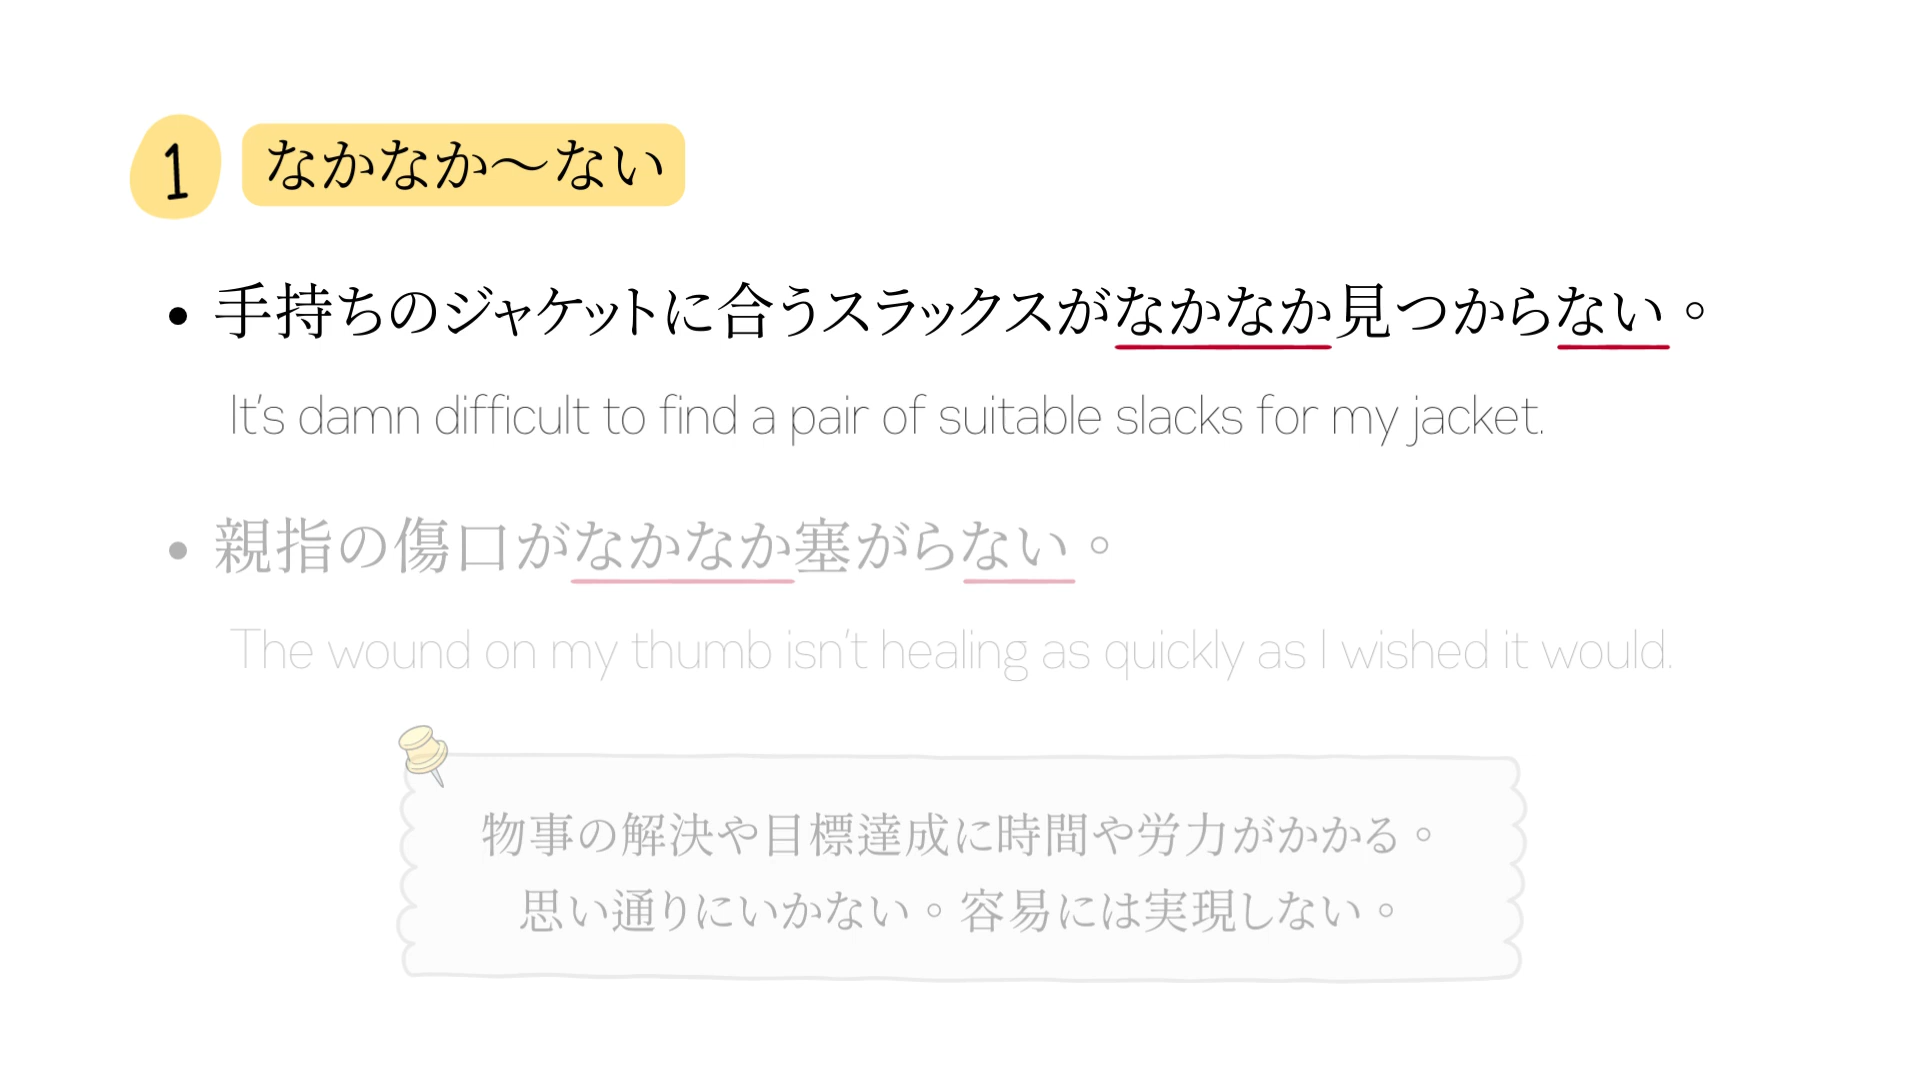 1 なかなか〜ない
• 手持ちのジャケットに合うスラックスがなかなか見つからない。
It's damn difficult to find a pair of suitable slacks for my jacket.
• 親指の傷口がなかなか塞がらない。
The wound on my thumb isn't healing as quickly as I wished it would.
物事の解決や目標達成に時間や労力がかかる。
思い通りにいかない。容易には実現しない。